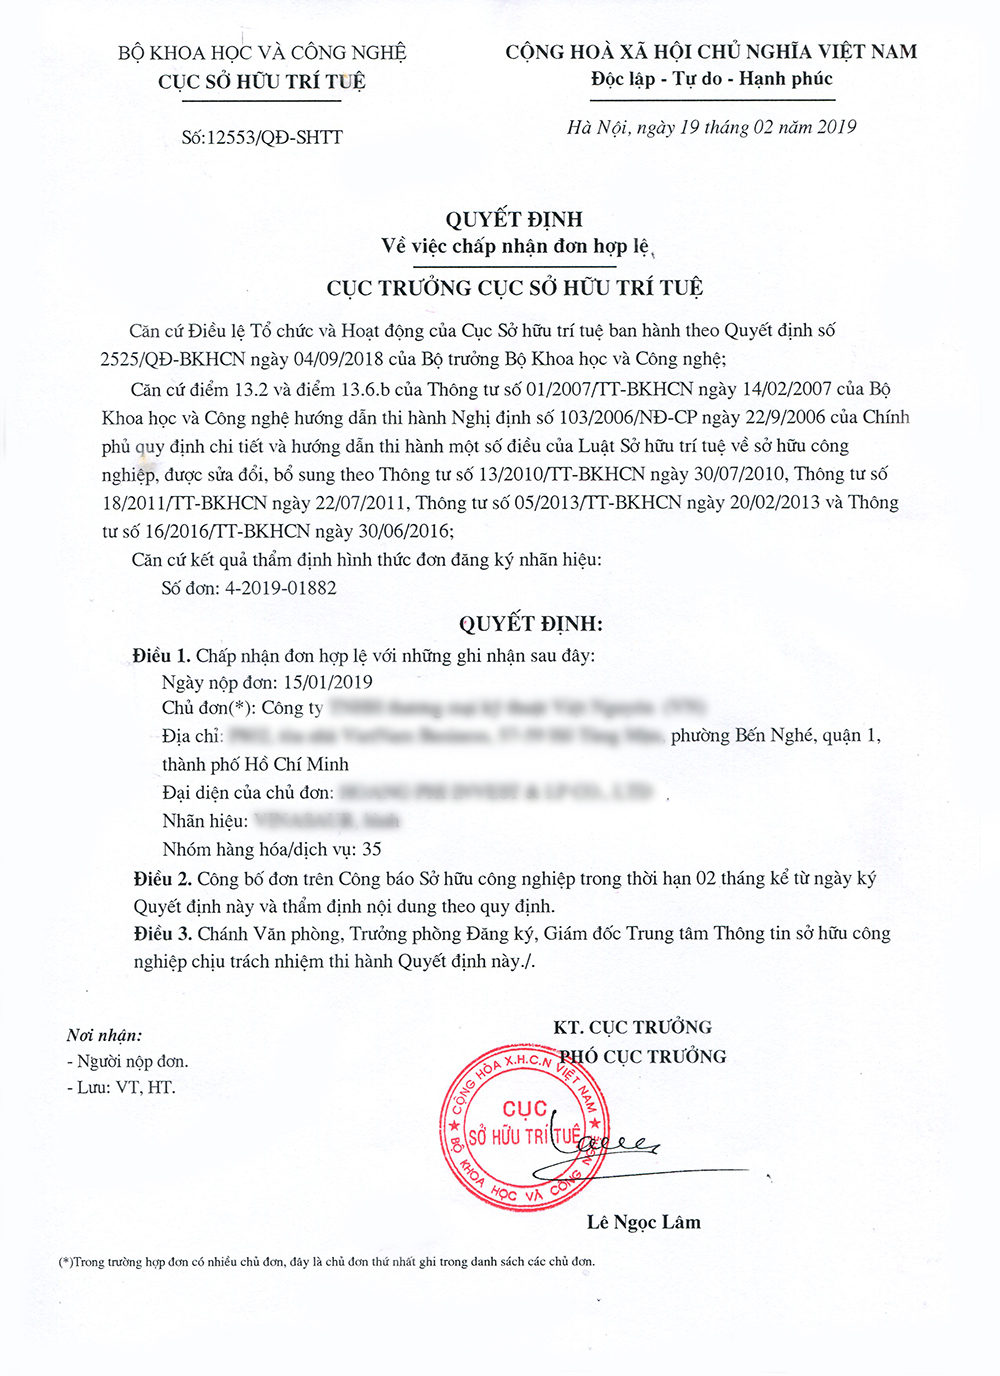 BỘ KHOA HỌC VÀ CÔNG NGHỆ
CỤC SỞ HỮU TRÍ TUỆ
Số:12553/QĐ-SHTT
CỘNG HOÀ XÃ HỘI CHỦ NGHĨA VIỆT NAM
Độc lập - Tự do - Hạnh phúc
Hà Nội, ngày 19 tháng 02 năm 2019
QUYẾT ĐỊNH
Về việc chấp nhận đơn hợp lệ
CỤC TRƯỞNG CỤC SỞ HỮU TRÍ TUỆ
Căn cứ Điều lệ Tổ chức và Hoạt động của Cục Sở hữu trí tuệ ban hành theo Quyết định số
2525/QĐ-BKHCN ngày 04/09/2018 của Bộ trưởng Bộ Khoa học và Công nghệ;
Căn cứ điểm 13.2 và điểm 13.6.b của Thông tư số 01/2007/TT-BKHCN ngày 14/02/2007 của Bộ
Khoa học và Công nghệ hướng dẫn thi hành Nghị định số 103/2006/NĐ-CP ngày 22/9/2006 của Chính
phủ quy định chi tiết và hướng dẫn thi hành một số điều của Luật Sở hữu trí tuệ về sở hữu công
nghiệp, được sửa đổi, bổ sung theo Thông tư số 13/2010/TT-BKHCN ngày 30/07/2010, Thông tư số
18/2011/TT-BKHCN ngày 22/07/2011, Thông tư số 05/2013/TT-BKHCN ngày 20/02/2013 và Thông
tư số 16/2016/TT-BKHCN ngày 30/06/2016;
Căn cứ kết quả thẩm định hình thức đơn đăng ký nhãn hiệu:
Số đơn: 4-2019-01882
QUYẾT ĐỊNH:
Điều 1. Chấp nhận đơn hợp lệ với những ghi nhận sau đây:
Ngày nộp đơn: 15/01/2019
Chủ đơn(*): Công ty
Địa chỉ: phường Bến Nghé, quận 1,
thành phố Hồ Chí Minh
Đại diện của chủ đơn:
Nhãn hiệu:
Nhóm hàng hóa/dịch vụ: 35
Điều 2. Công bố đơn trên Công báo Sở hữu công nghiệp trong thời hạn 02 tháng kể từ ngày ký
Quyết định này và thẩm định nội dung theo quy định.
Điều 3. Chánh Văn phòng, Trưởng phòng Đăng ký, Giám đốc Trung tâm Thông tin sở hữu công
nghiệp chịu trách nhiệm thi hành Quyết định này./.
Nơi nhận:
- Người nộp đơn.
- Lưu: VT, HT.
KT. CỤC TRƯỞNG
PHÓ CỤC TRƯỞNG
CỘNG HÒA X.H.C.N VIỆT NAM
CỤC
SỞ HỮU TRÍ TUỆ
BỘ KHOA HỌC VÀ CÔNG NGHỆ
Lê Ngọc Lâm
(*)Trong trường hợp đơn có nhiều chủ đơn, đây là chủ đơn thứ nhất ghi trong danh sách các chủ đơn.